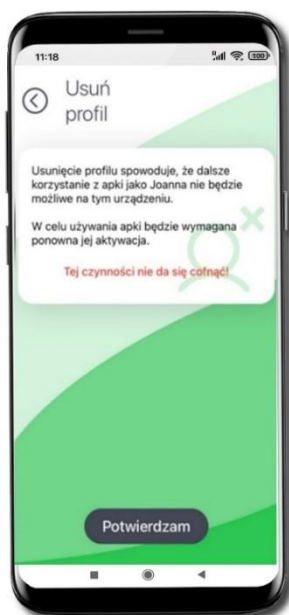 11:18
100
Usuń
profil
Usunięcie profilu spowoduje, że dalsze
korzystanie z apki jako Joanna nie będzie
możliwe na tym urządzeniu.
W celu używania apki będzie wymagana
ponowna jej aktywacja.
Tej czynności nie da się cofnąć!
Potwierdzam